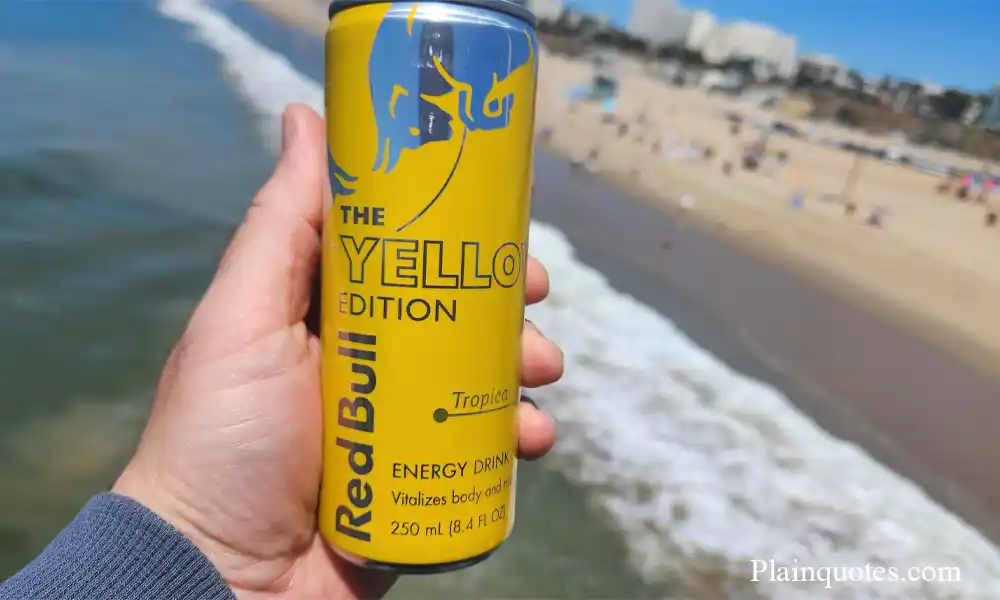 THE
YELLO
EDITION
Red Bull
Tropica
ENERGY DRINK
Vitalizes body and
250 mL (8.4 FL OZ)
Plainquotes.com